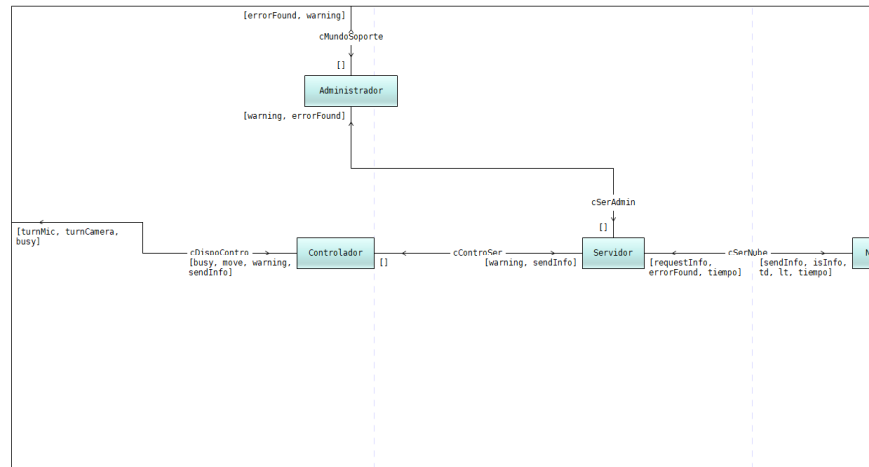 [errorFound, warning]
cMundoSoporte
[]
Administrador
[warning, errorFound]
cSerAdmin
[]
[turnMic, turnCamera,
busy]
cDispoContro
[busy, move, warning,
sendInfo]
Controlador
[]
cControSer
[warning, sendInfo]
Servidor
[requestInfo,
errorFound, tiempo]
cSerNube
[sendInfo, isInfo,
td, lt, tiempo]
N